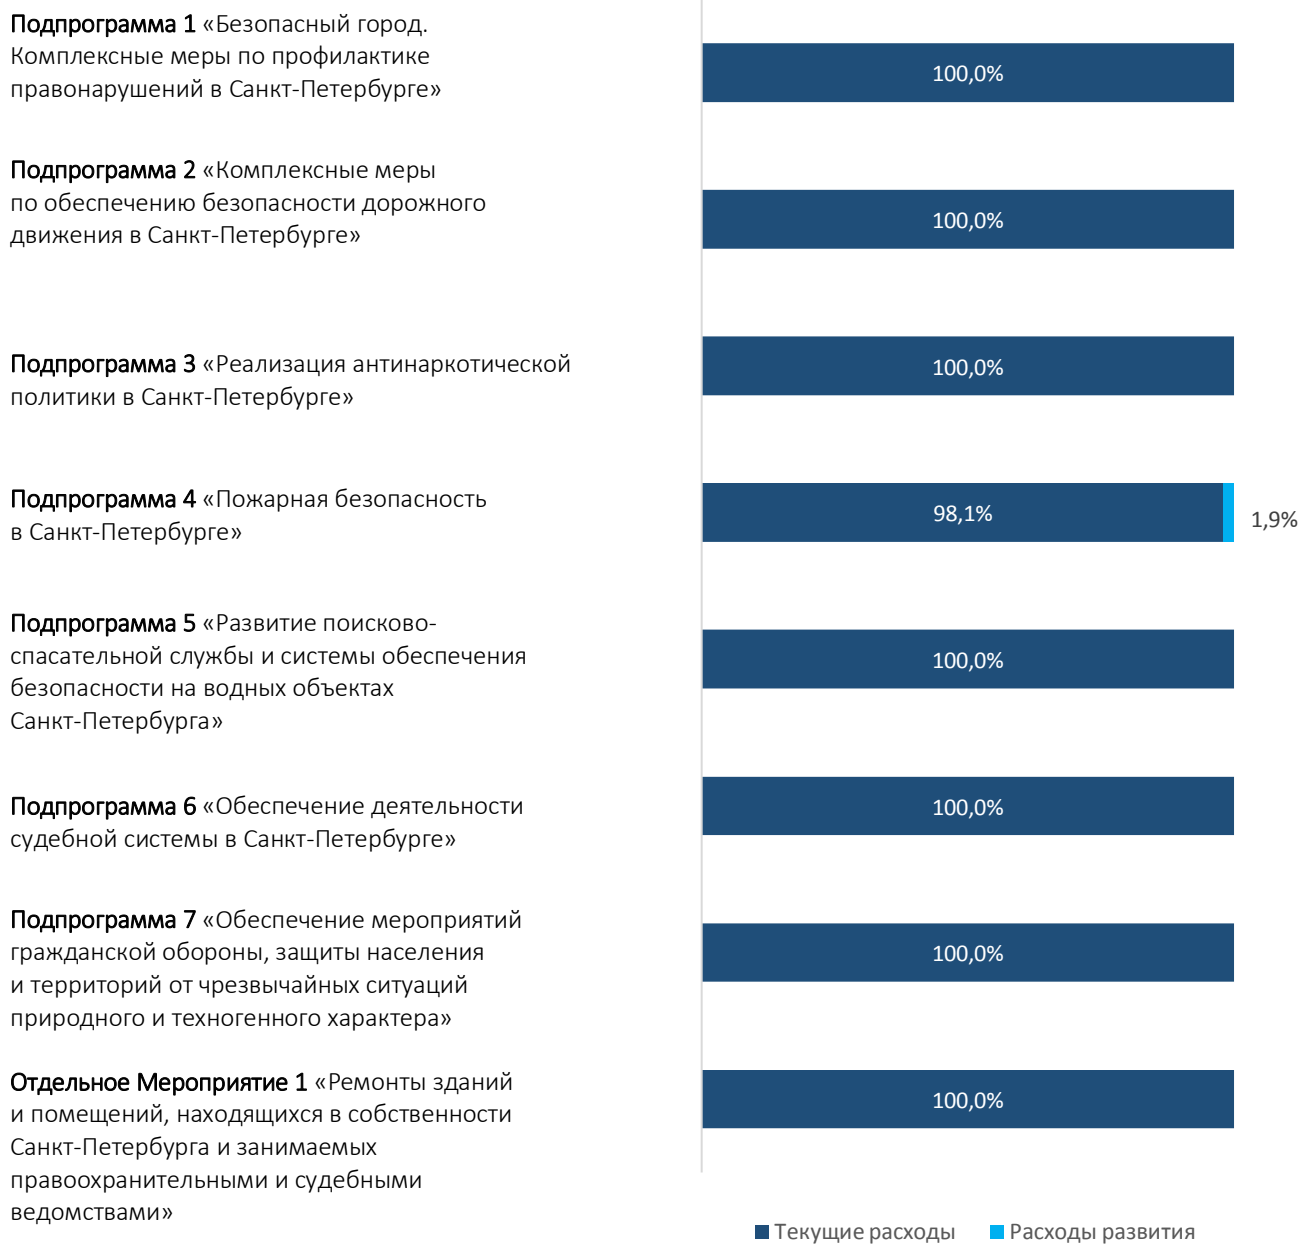 Подпрограмма 1 «Безопасный город.
Комплексные меры по профилактике
правонарушений в Санкт-Петербурге»
100,0%
Подпрограмма 2 «Комплексные меры
по обеспечению безопасности дорожного
движения в Санкт-Петербурге»
100,0%
Подпрограмма 3 «Реализация антинаркотической
политики в Санкт-Петербурге»
100,0%
Подпрограмма 4 «Пожарная безопасность
в Санкт-Петербурге»
98,1%
1,9%
Подпрограмма 5 «Развитие поисково-
спасательной службы и системы обеспечения
безопасности на водных объектах
Санкт-Петербурга»
100,0%
Подпрограмма 6 «Обеспечение деятельности
судебной системы в Санкт-Петербурге»
100,0%
Подпрограмма 7 «Обеспечение мероприятий
гражданской обороны, защиты населения
и территорий от чрезвычайных ситуаций
природного и техногенного характера»
100,0%
Отдельное Мероприятие 1 «Ремонты зданий
и помещений, находящихся в собственности
Санкт-Петербурга и занимаемых
правоохранительными и судебными
ведомствами»
100,0%
Текущие расходы
Расходы развития